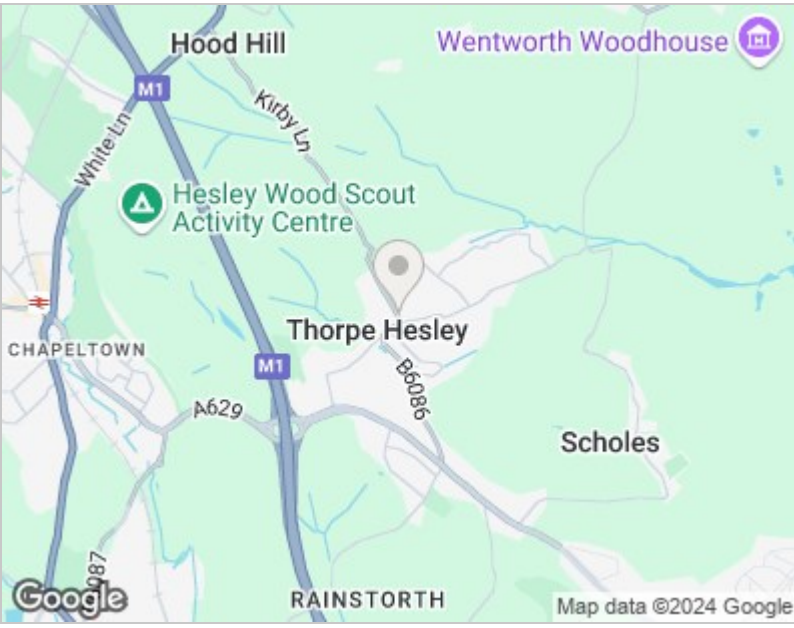 Hood Hill
Wentworth Woodhouse
M1
Kirby Ln
White Ln
Hesley Wood Scout
Activity Centre
Thorpe Hesley
CHAPELTOWN
M1
B6086
A629
Scholes
RAINSTORTH
Google
Map data ©2024 Google